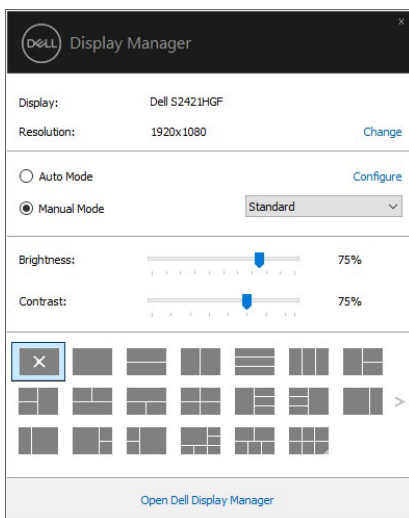 x
DELL Display Manager
Display: Dell S2421HGF
Resolution: 1920x1080 Change
Auto Mode Configure
Manual Mode Standard
Brightness: 75%
Contrast: 75%
Open Dell Display Manager